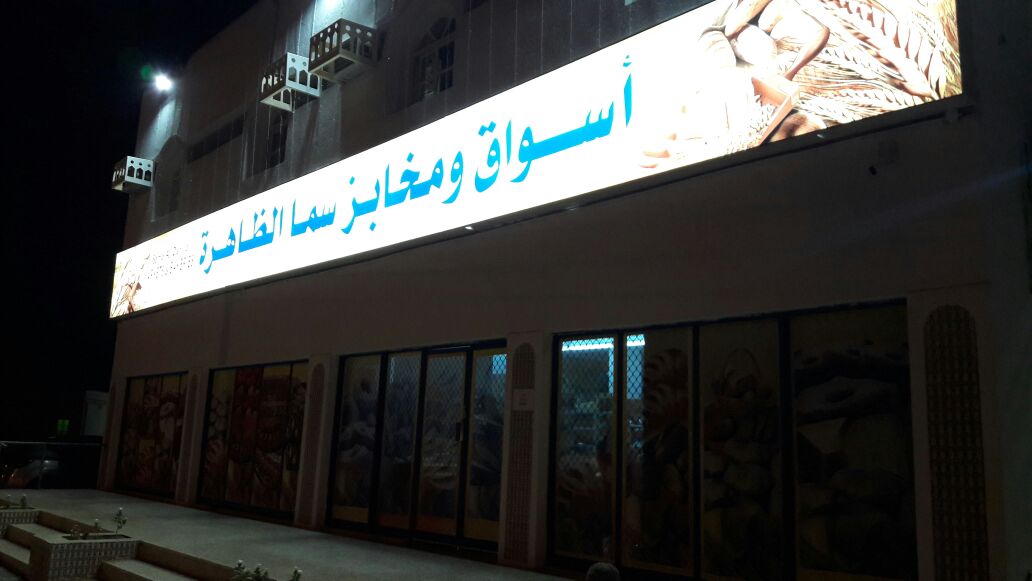 أسواق ومخابز سما الظاهرة